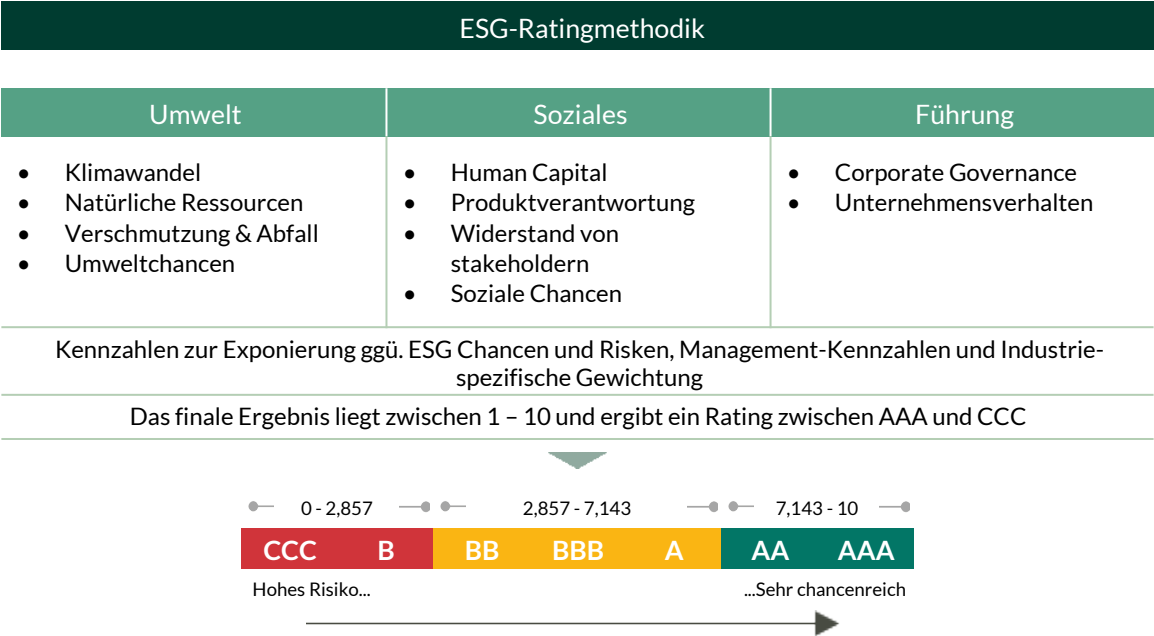 ESG-Ratingmethodik
Umwelt
Soziales
Führung
• Klimawandel
• Natürliche Ressourcen
• Verschmutzung & Abfall
• Umweltchancen
• Human Capital
• Produktverantwortung
• Widerstand von
stakeholdern
• Soziale Chancen
• Corporate Governance
• Unternehmensverhalten
Kennzahlen zur Exponierung ggü. ESG Chancen und Risken, Management-Kennzahlen und Industrie-
spezifische Gewichtung
Das finale Ergebnis liegt zwischen 1 – 10 und ergibt ein Rating zwischen AAA und CCC
0 - 2,857
2,857 - 7,143
7,143 - 10
CCC B BB BBB A AA AAA
Hohes Risiko...
...Sehr chancenreich